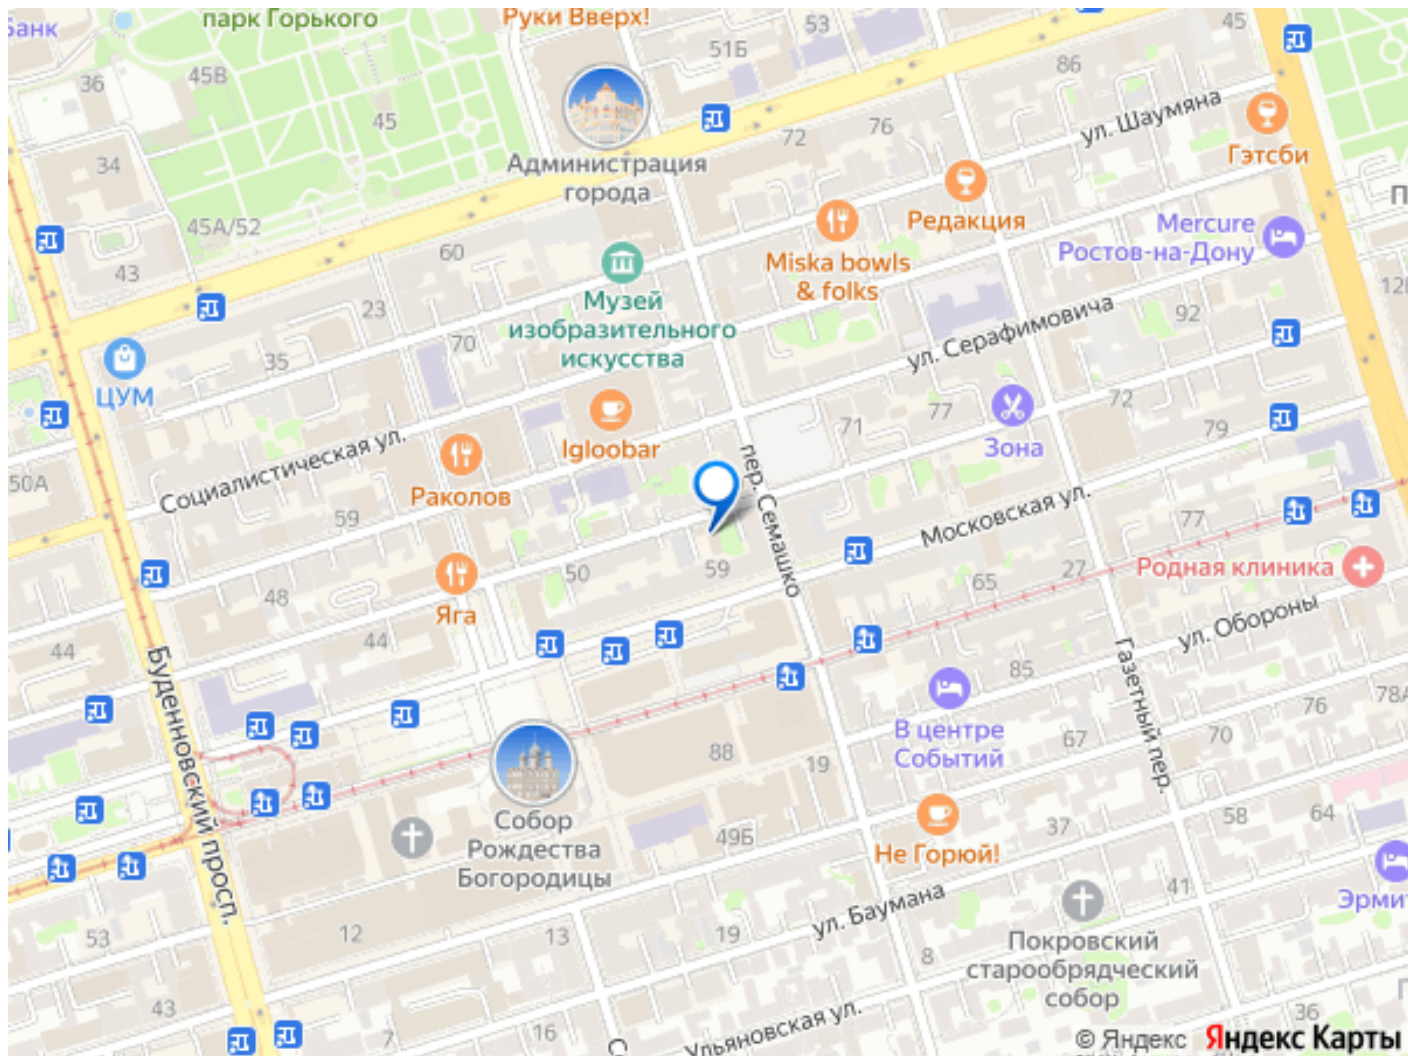 Банк
парк Горького
Руки Вверх!
53
45
51Б
36
45В
86
45
72
76
ул. Шаумяна
34
Администрация
города
Гэтсби
Редакция
45А/52
Mercure
Ростов-на-Дону
60
43
Miska bowls
& folks
23
Музей
изобразительного
искусства
70
35
92
ул. Серафимовича
ЦУМ
72
77
71
79
Зона
Igloobar
Социалистическая ул.
50А
Раколов
59
пер. Семашко
Московская ул.
77
Родная клиника
50
59
65
27
48
Яга
ул. Обороны
44
44
85
Буденновский просп.
Газетный пер.
78А
76
В центре
Событий
67
70
88
19
58
64
Собор
Рождества
Богородицы
49Б
37
Не Горюй!
41
Эрми
ул. Баумана
12
13
19
53
8
Покровский
старообрядческий
собор
43
7
16
Ульяновская ул.
36
© Яндекс Яндекс Карты